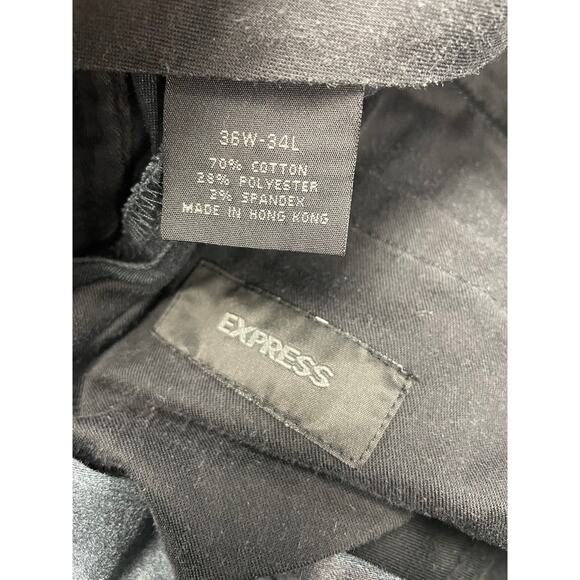 36W-34L
70% COTTON
28% POLYESTER
2% SPANDEX
MADE IN HONG KONG
EXPRESS